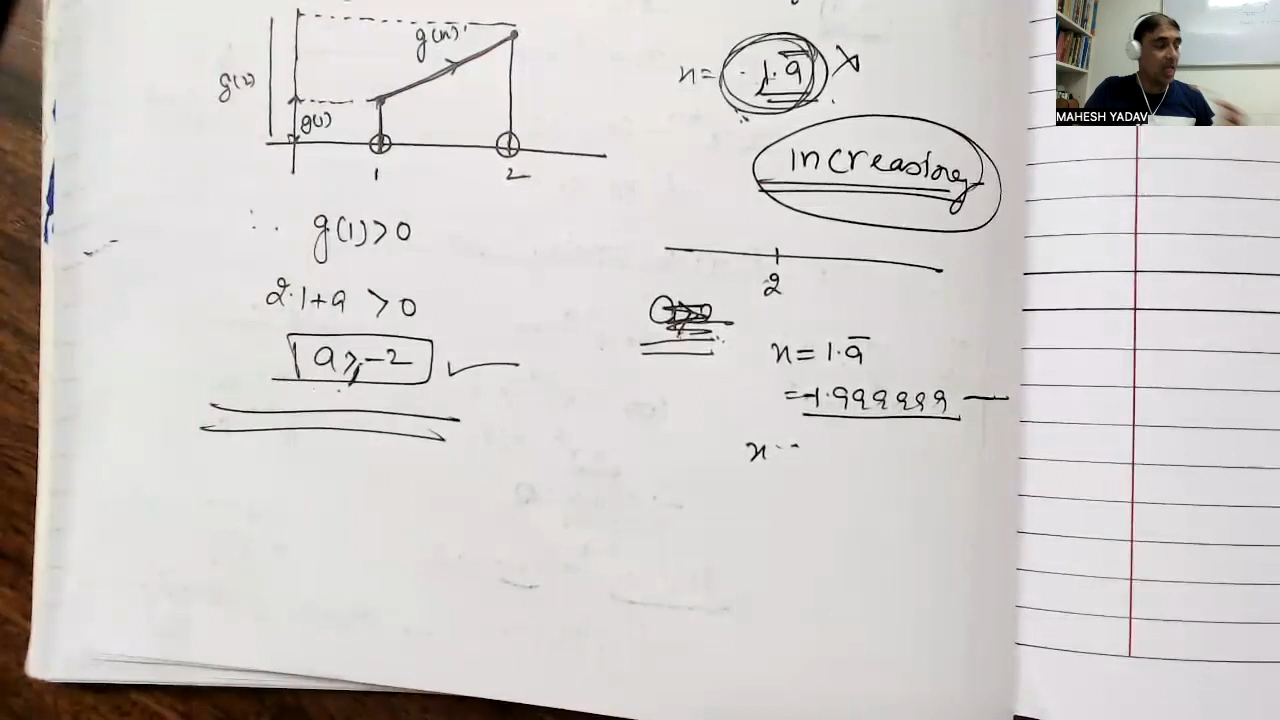 g(x)'
g(2)
g(1)
1
2
∴ g(1)>0
2·1+a >0
a ≥ -2
x = 1.9̅
increasing
2
x = 1.9̅
= 1.999999 —
x --
MAHESH YADAV